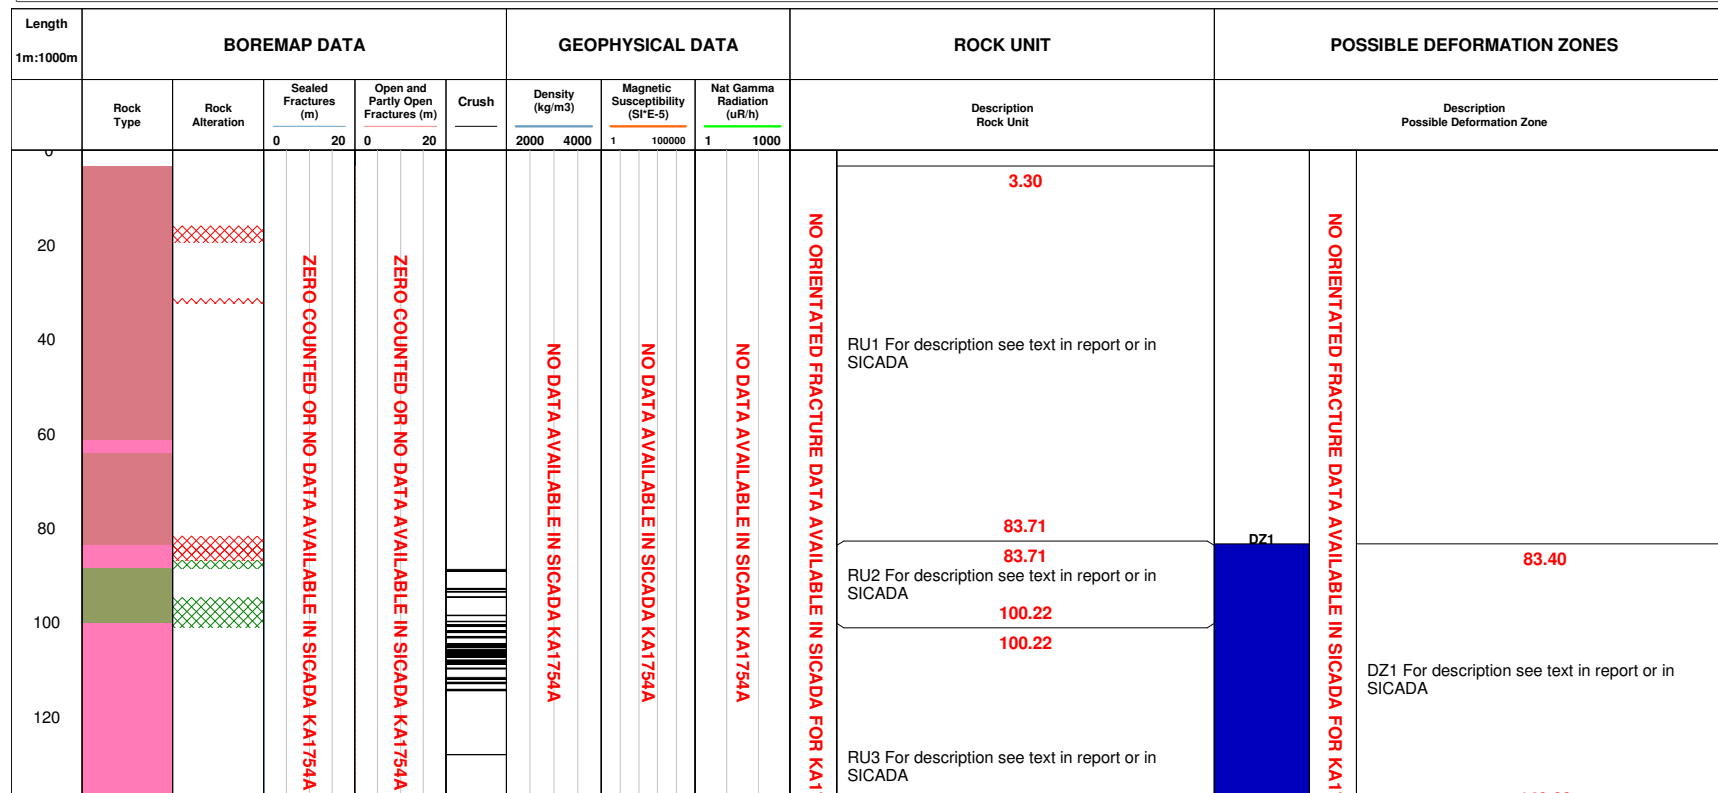 Length
1m:1000m
BOREMAP DATA
GEOPHYSICAL DATA
ROCK UNIT
POSSIBLE DEFORMATION ZONES
Rock
Type
Rock
Alteration
Sealed
Fractures
(m)
0 20
Open and
Partly Open
Fractures (m)
0 20
Crush
Density
(kg/m3)
2000 4000
Magnetic
Susceptibility
(SI*E-5)
1 100000
Nat Gamma
Radiation
(uR/h)
1 1000
Description
Rock Unit
Description
Possible Deformation Zone
0
20
40
60
80
100
120
ZERO COUNTED OR NO DATA AVAILABLE IN SICADA KA1754A
ZERO COUNTED OR NO DATA AVAILABLE IN SICADA KA1754A
NO DATA AVAILABLE IN SICADA KA1754A
NO DATA AVAILABLE IN SICADA KA1754A
NO DATA AVAILABLE IN SICADA KA1754A
NO ORIENTATED FRACTURE DATA AVAILABLE IN SICADA FOR KA1
3.30
RU1 For description see text in report or in
SICADA
83.71
83.71
RU2 For description see text in report or in
SICADA
100.22
100.22
RU3 For description see text in report or in
SICADA
DZ1
NO ORIENTATED FRACTURE DATA AVAILABLE IN SICADA FOR KA1
83.40
DZ1 For description see text in report or in
SICADA